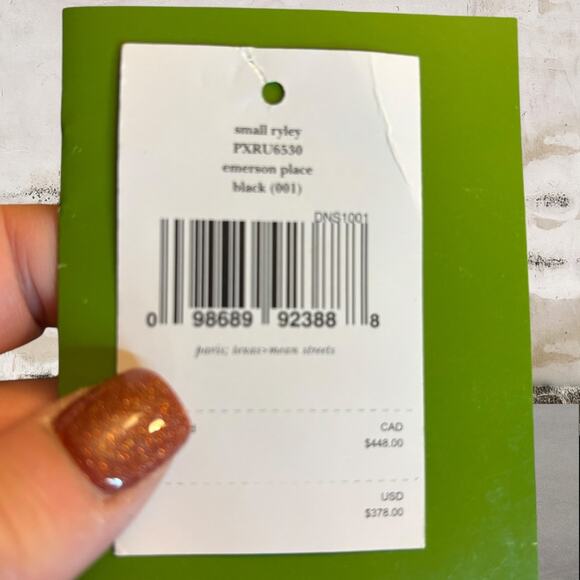 small ryley
PXRU6530
emerson place
black (001)
DNS1001
0 98689 92388 8
paris; texas>mean streets
CAD
$448.00
USD
$378.00